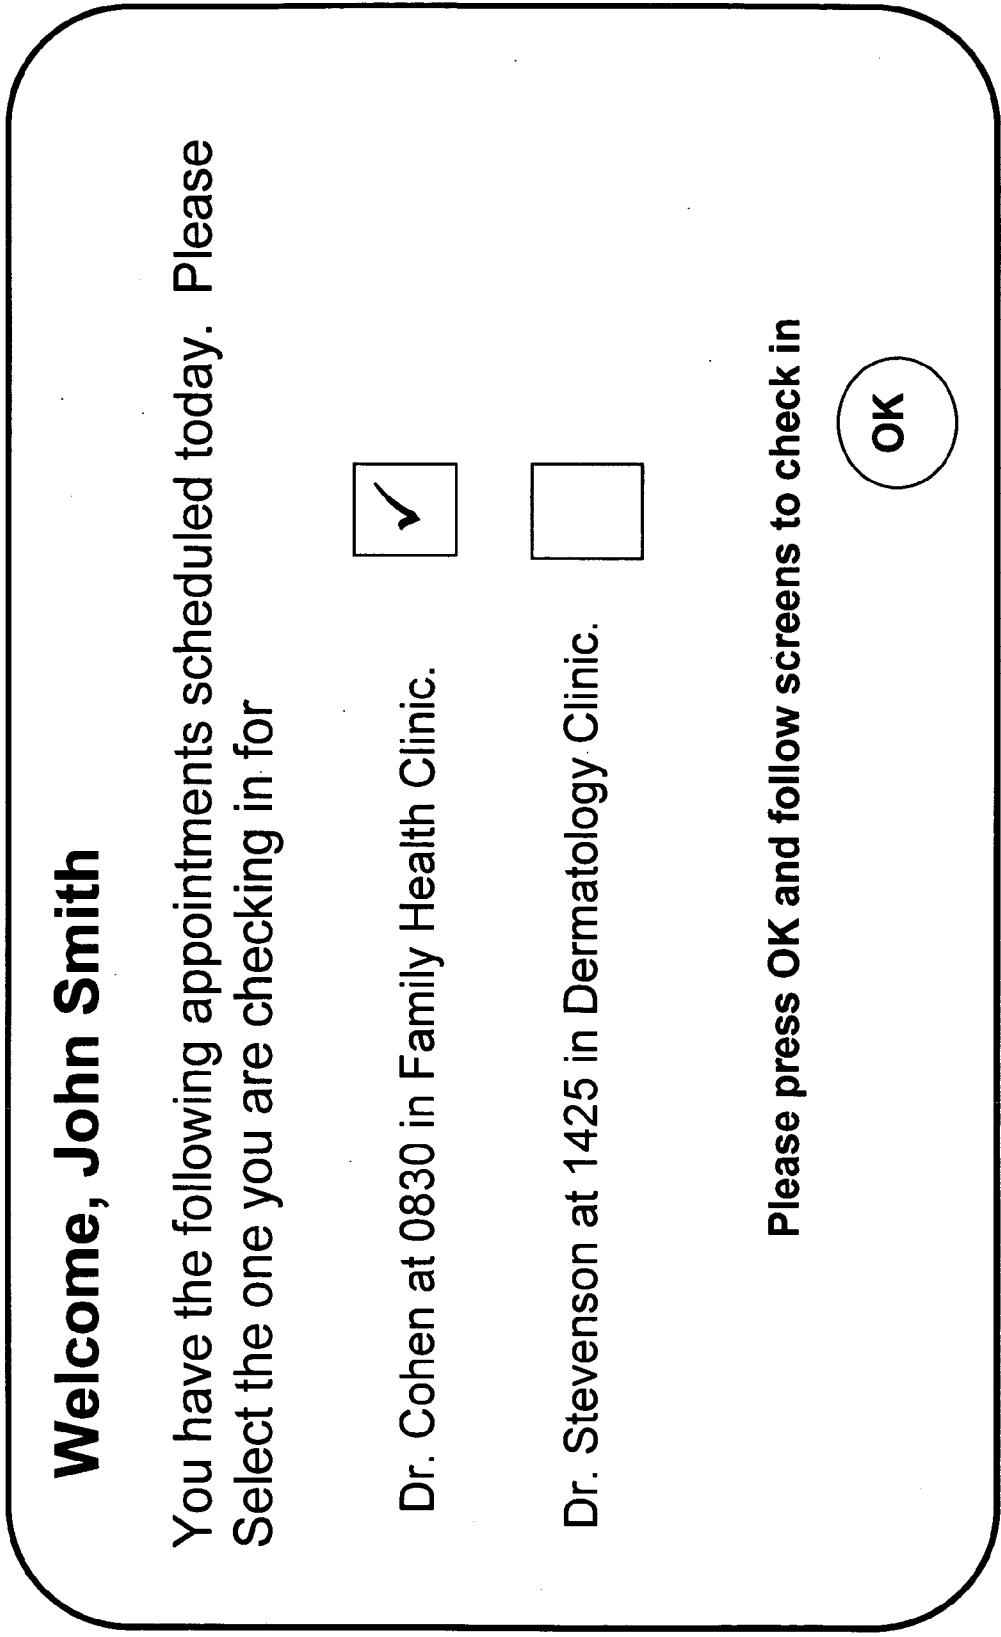 Welcome, John Smith
You have the following appointments scheduled today.  Please
Select the one you are checking in for
Dr. Cohen at 0830 in Family Health Clinic.
Dr. Stevenson at 1425 in Dermatology Clinic.
Please press OK and follow screens to check in
OK